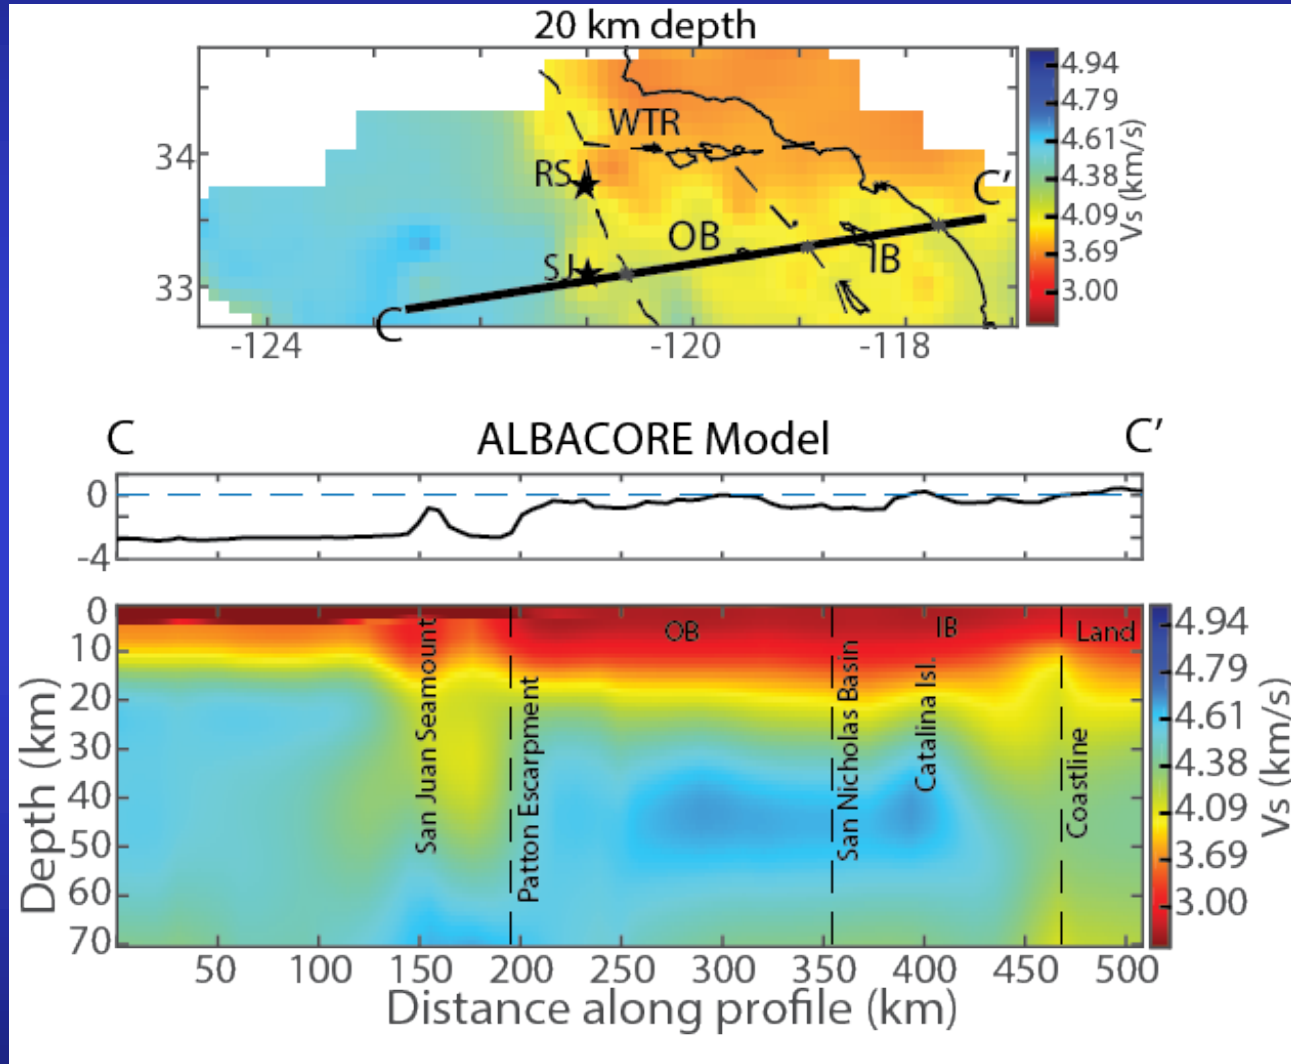 20 km depth
34
33
-124
-120
-118
WTR
RS
OB
SJ
IB
C
C'
4.94
4.79
4.61
4.38
4.09
3.69
3.00
Vs (km/s)
C
ALBACORE Model
C'
0
-4
0
10
20
30
40
50
60
70
Depth (km)
OB
IB
Land
San Juan Seamount
Patton Escarpment
San Nicholas Basin
Catalina Isl.
Coastline
4.94
4.79
4.61
4.38
4.09
3.69
3.00
Vs (km/s)
50 100 150 200 250 300 350 400 450 500
Distance along profile (km)